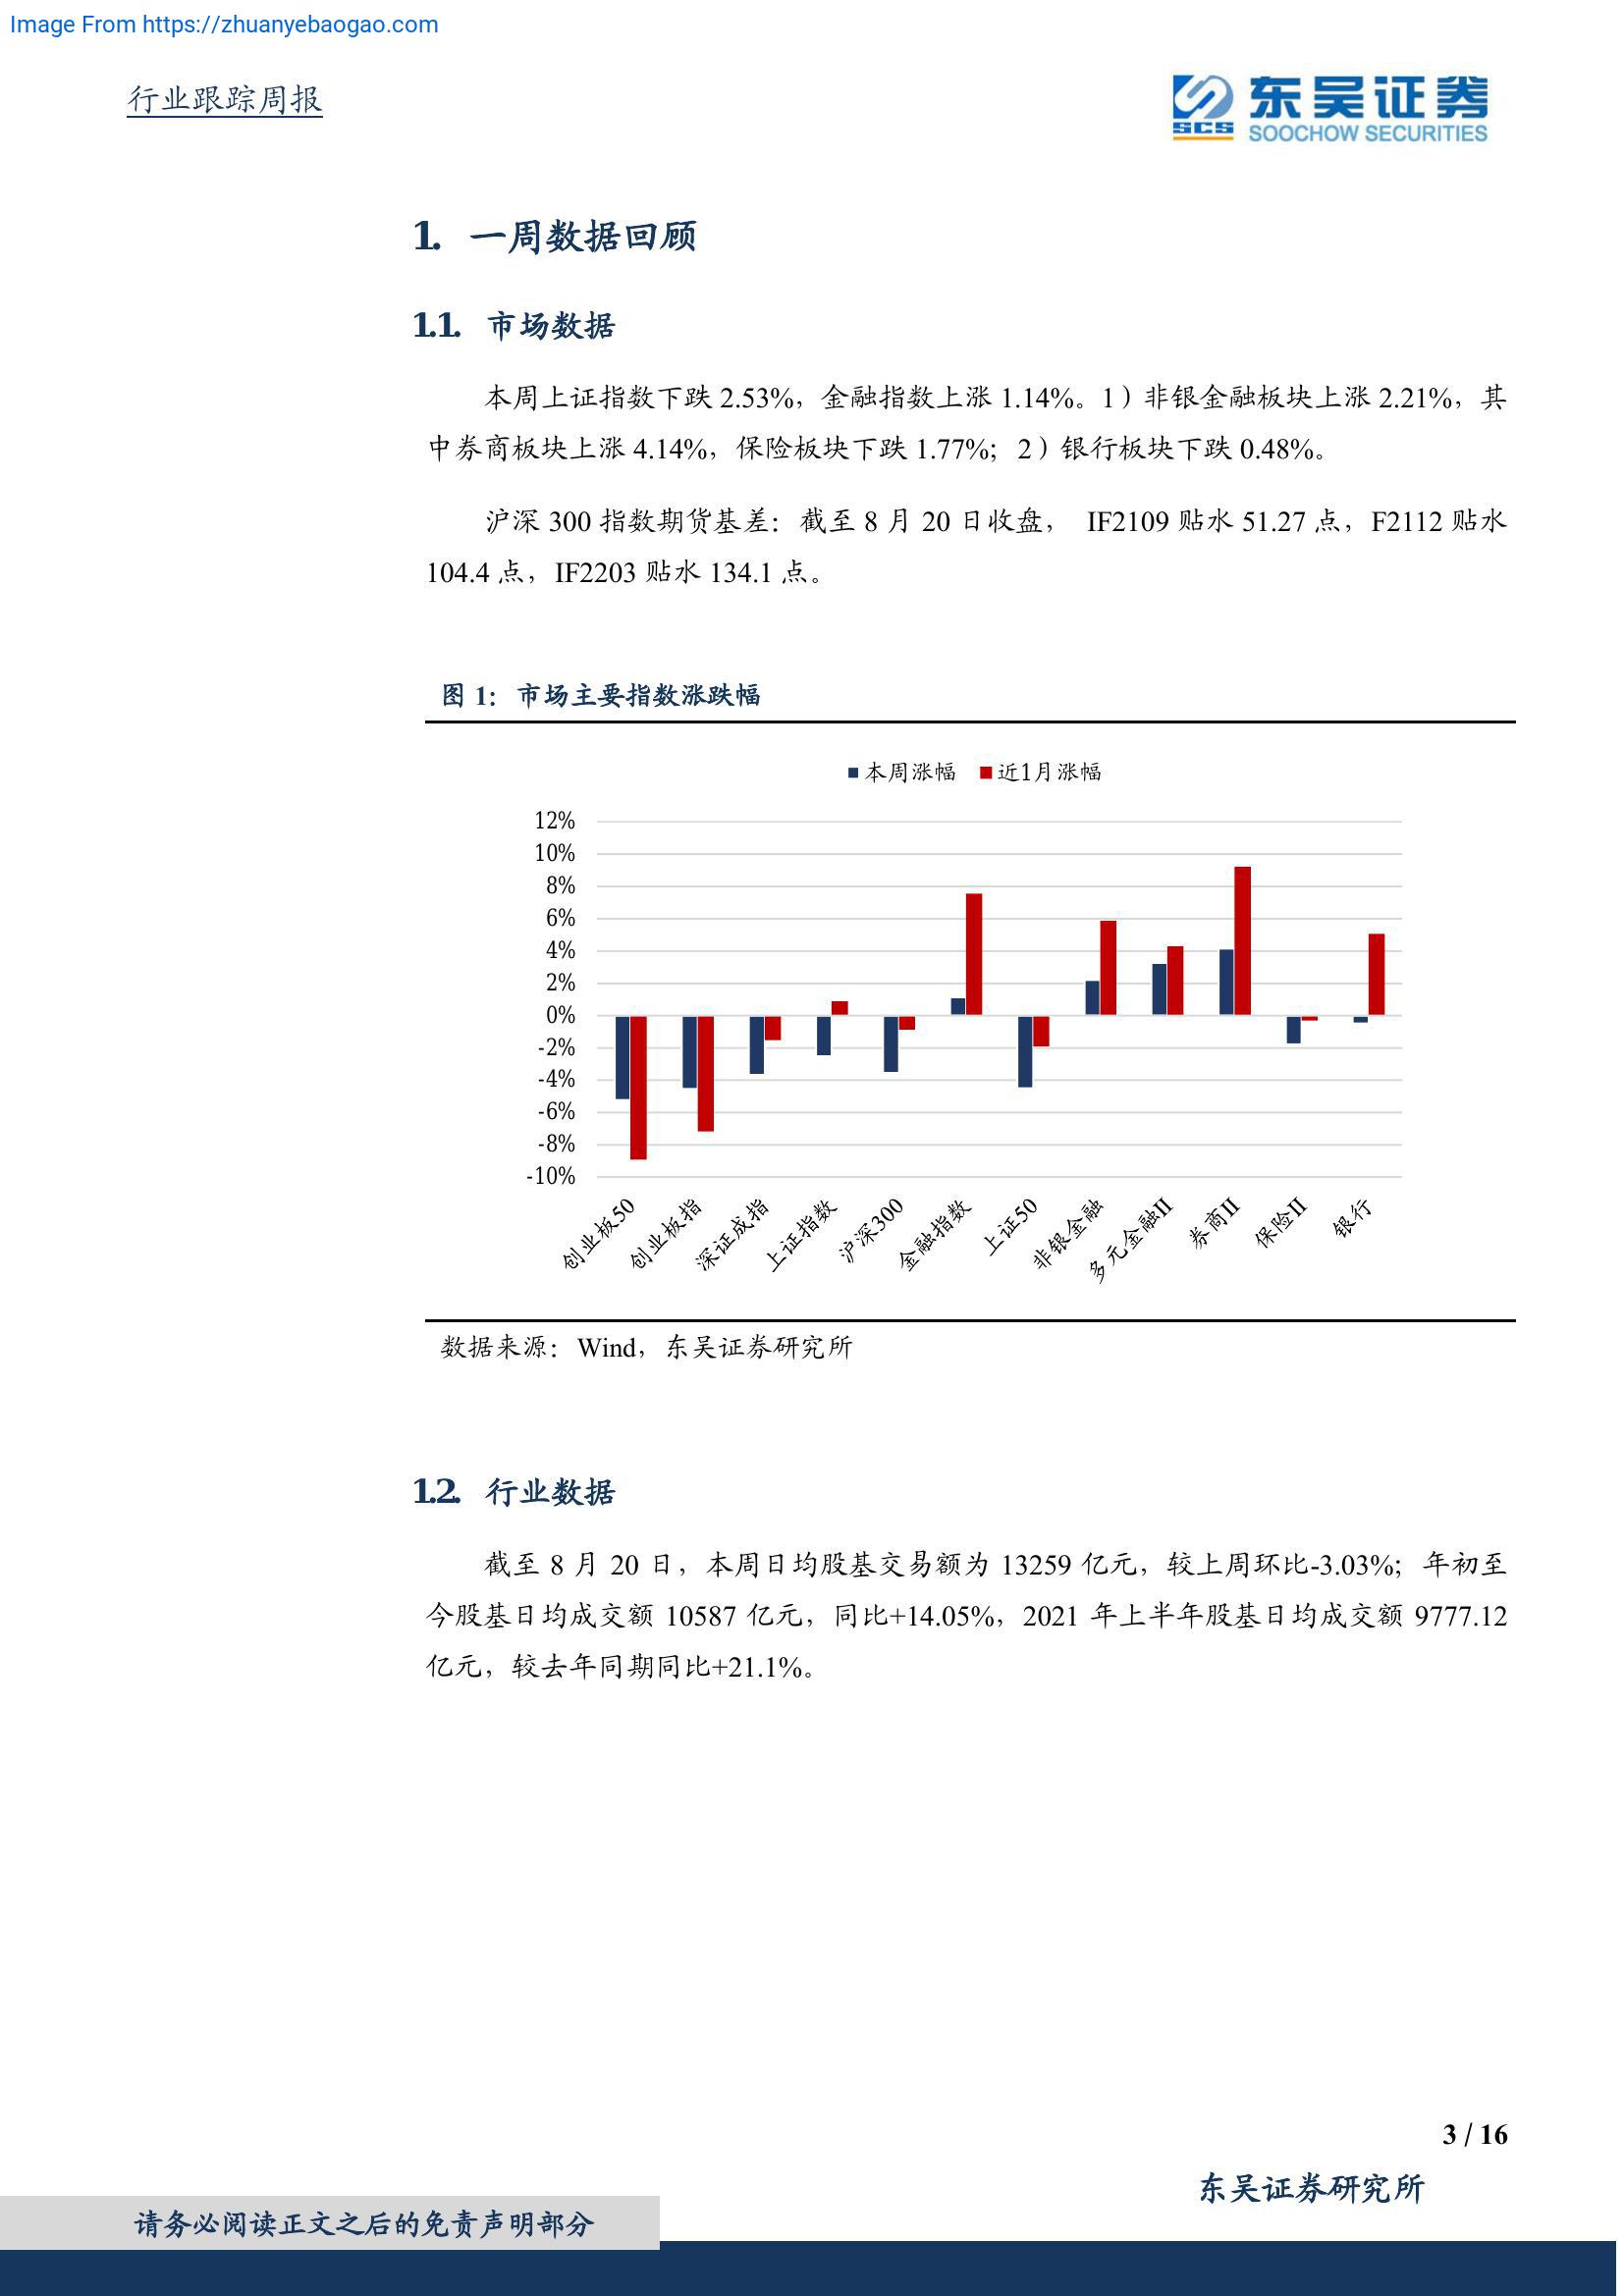 Image From https://zhuanyebaogao.com
行业跟踪周报
SCS 东吴证券
SOOCHOW SECURITIES
1. 一周数据回顾
1.1. 市场数据
本周上证指数下跌 2.53%，金融指数上涨 1.14%。1）非银金融板块上涨 2.21%，其
中券商板块上涨 4.14%，保险板块下跌 1.77%；2）银行板块下跌 0.48%。
沪深 300 指数期货基差：截至 8 月 20 日收盘， IF2109 贴水 51.27 点，F2112 贴水
104.4 点，IF2203 贴水 134.1 点。
图 1：市场主要指数涨跌幅
本周涨幅 近1月涨幅
12%
10%
8%
6%
4%
2%
0%
-2%
-4%
-6%
-8%
-10%
创业板50 创业板指 深证成指 上证指数 沪深300 金融指数 上证50 非银金融 多元金融II 券商II 保险II 银行
数据来源：Wind，东吴证券研究所
1.2. 行业数据
截至 8 月 20 日，本周日均股基交易额为 13259 亿元，较上周环比-3.03%；年初至
今股基日均成交额 10587 亿元，同比+14.05%，2021 年上半年股基日均成交额 9777.12
亿元，较去年同期同比+21.1%。
3 / 16
东吴证券研究所
请务必阅读正文之后的免责声明部分